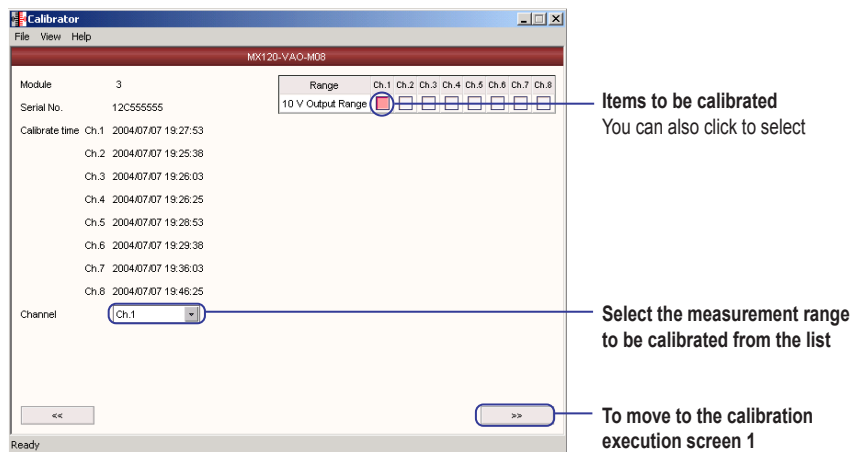 Calibrator
File View Help
MX120-VAO-M08
Module 3
Serial No. 12C555555
Calibrate time Ch.1 2004/07/07 19:27:53
Ch.2 2004/07/07 19:25:38
Ch.3 2004/07/07 19:26:03
Ch.4 2004/07/07 19:26:25
Ch.5 2004/07/07 19:28:53
Ch.6 2004/07/07 19:29:38
Ch.7 2004/07/07 19:36:03
Ch.8 2004/07/07 19:46:25
Channel Ch.1
Range Ch.1 Ch.2 Ch.3 Ch.4 Ch.5 Ch.6 Ch.7 Ch.8
10 V Output Range
<< >>
Ready
Items to be calibrated
You can also click to select
Select the measurement range
to be calibrated from the list
To move to the calibration
execution screen 1